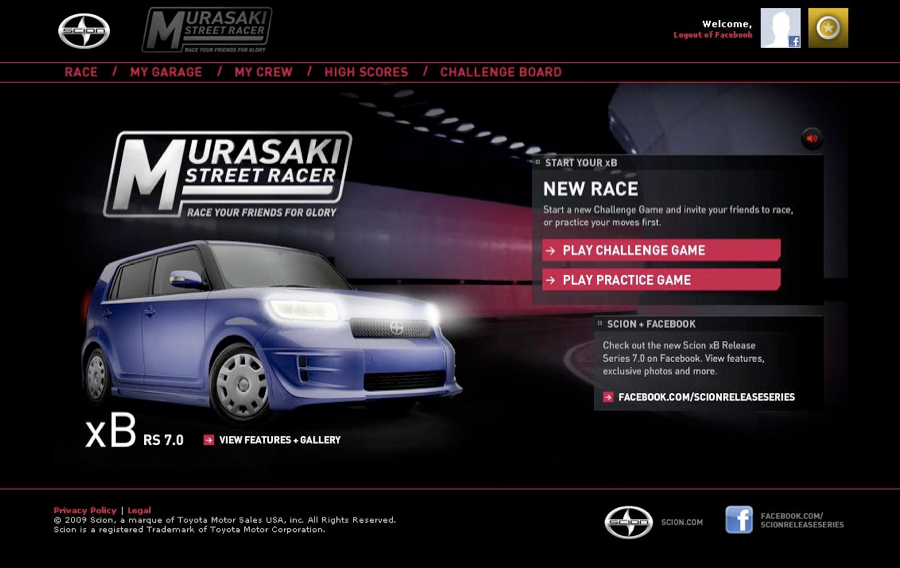 SCION
MURASAKI
STREET RACER
RACE YOUR FRIENDS FOR GLORY
Welcome,
Logout of Facebook
RACE / MY GARAGE / MY CREW / HIGH SCORES / CHALLENGE BOARD
MURASAKI
STREET RACER
RACE YOUR FRIENDS FOR GLORY
START YOUR xB
NEW RACE
Start a new Challenge Game and invite your friends to race,
or practice your moves first.
PLAY CHALLENGE GAME
PLAY PRACTICE GAME
SCION + FACEBOOK
Check out the new Scion xB Release
Series 7.0 on Facebook. View features,
exclusive photos and more.
FACEBOOK.COM/SCIONRELEASESERIES
xB RS 7.0
VIEW FEATURES + GALLERY
Privacy Policy | Legal
© 2009 Scion, a marque of Toyota Motor Sales USA, inc. All Rights Reserved.
Scion is a registered Trademark of Toyota Motor Corporation.
SCION
SCION.COM
FACEBOOK.COM/
SCIONRELEASESERIES